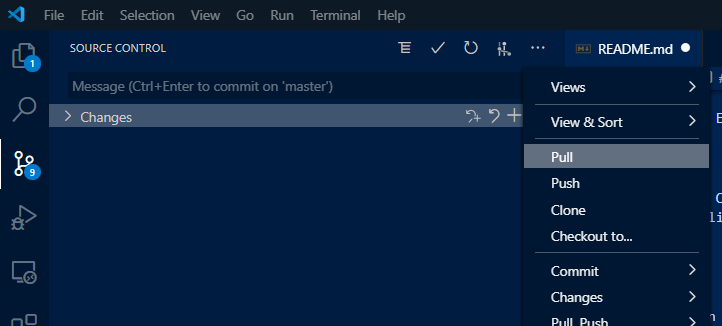 File Edit Selection View Go Run Terminal Help
SOURCE CONTROL
README.md
1
Message (Ctrl+Enter to commit on 'master')
Views
Changes
View & Sort
9
Pull
Push
Clone
Checkout to...
Commit
Changes
Pull, Push